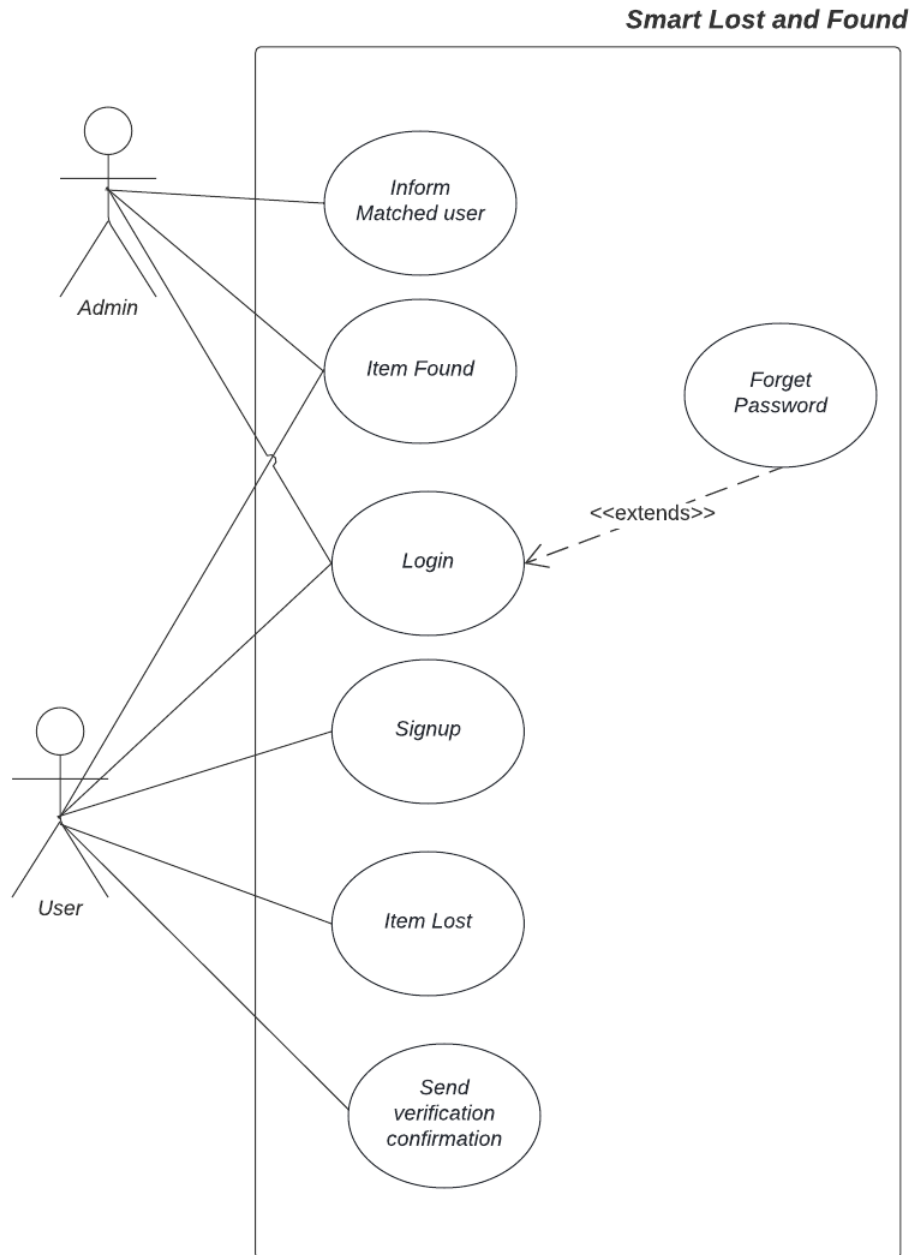 Smart Lost and Found
Inform
Matched user
Admin
Item Found
Forget
Password
<<extends>>
Login
Signup
User
Item Lost
Send
verification
confirmation